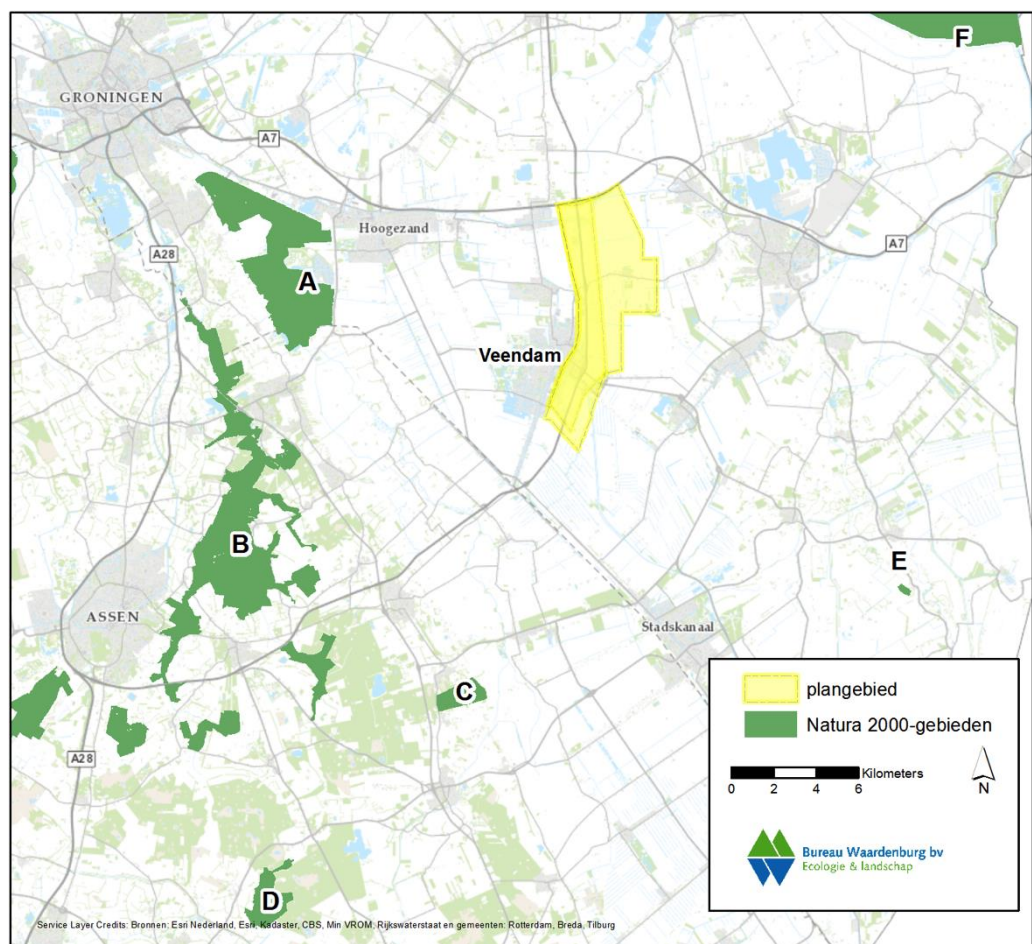 F
GRONINGEN
A7
Hoogezand
A28
A7
A
Veendam
B
E
ASSEN
Stadskanaal
C
A28
D
plangebied
Natura 2000-gebieden
Kilometers
0 2 4 6
N
Bureau Waardenburg bv
Ecologie & landschap
Service Layer Credits: Bronnen: Esri Nederland, Esri, Kadaster, CBS, Min VROM, Rijkswaterstaat en gemeenten: Rotterdam, Breda, Tilburg